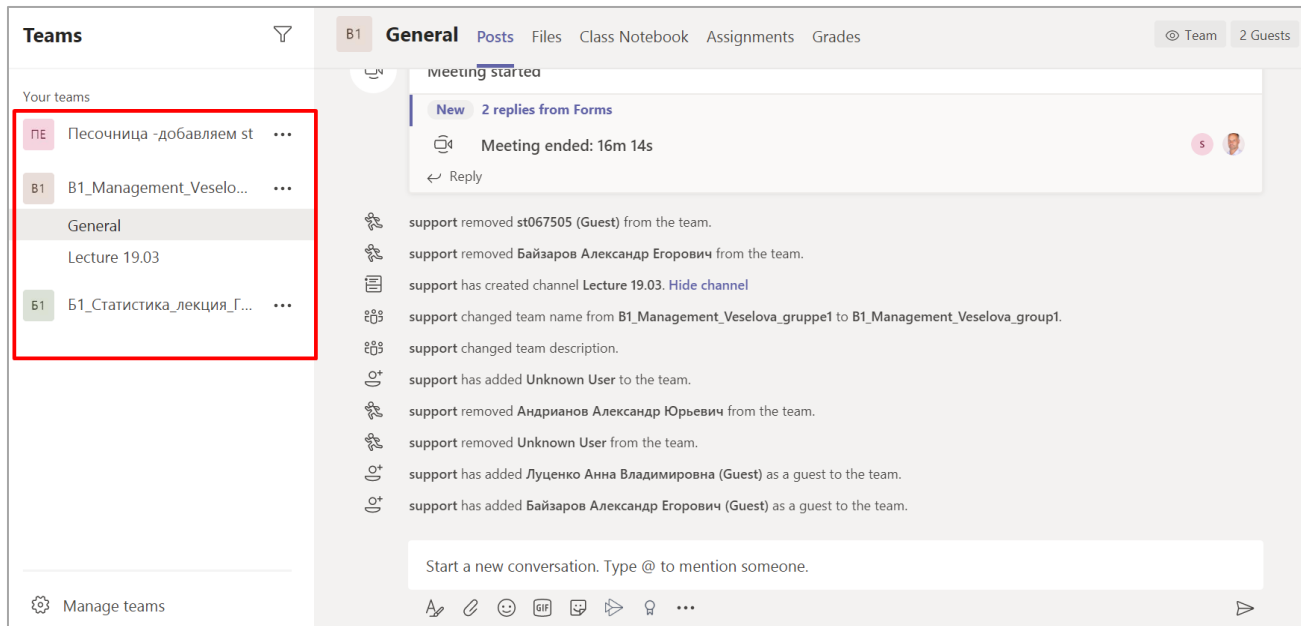 Teams
Your teams
ПЕ Песочница -добавляем st ...
B1 B1_Management_Veselo... ...
General
Lecture 19.03
Б1 Б1_Статистика_лекция_Г... ...
Manage teams
B1 General Posts Files Class Notebook Assignments Grades Team 2 Guests
Meeting started
New 2 replies from Forms
Meeting ended: 16m 14s S
Reply
support removed st067505 (Guest) from the team.
support removed Байзаров Александр Егорович from the team.
support has created channel Lecture 19.03. Hide channel
support changed team name from B1_Management_Veselova_gruppe1 to B1_Management_Veselova_group1.
support changed team description.
support has added Unknown User to the team.
support removed Андрианов Александр Юрьевич from the team.
support removed Unknown User from the team.
support has added Луценко Анна Владимировна (Guest) as a guest to the team.
support has added Байзаров Александр Егорович (Guest) as a guest to the team.
Start a new conversation. Type @ to mention someone.
GIF ...